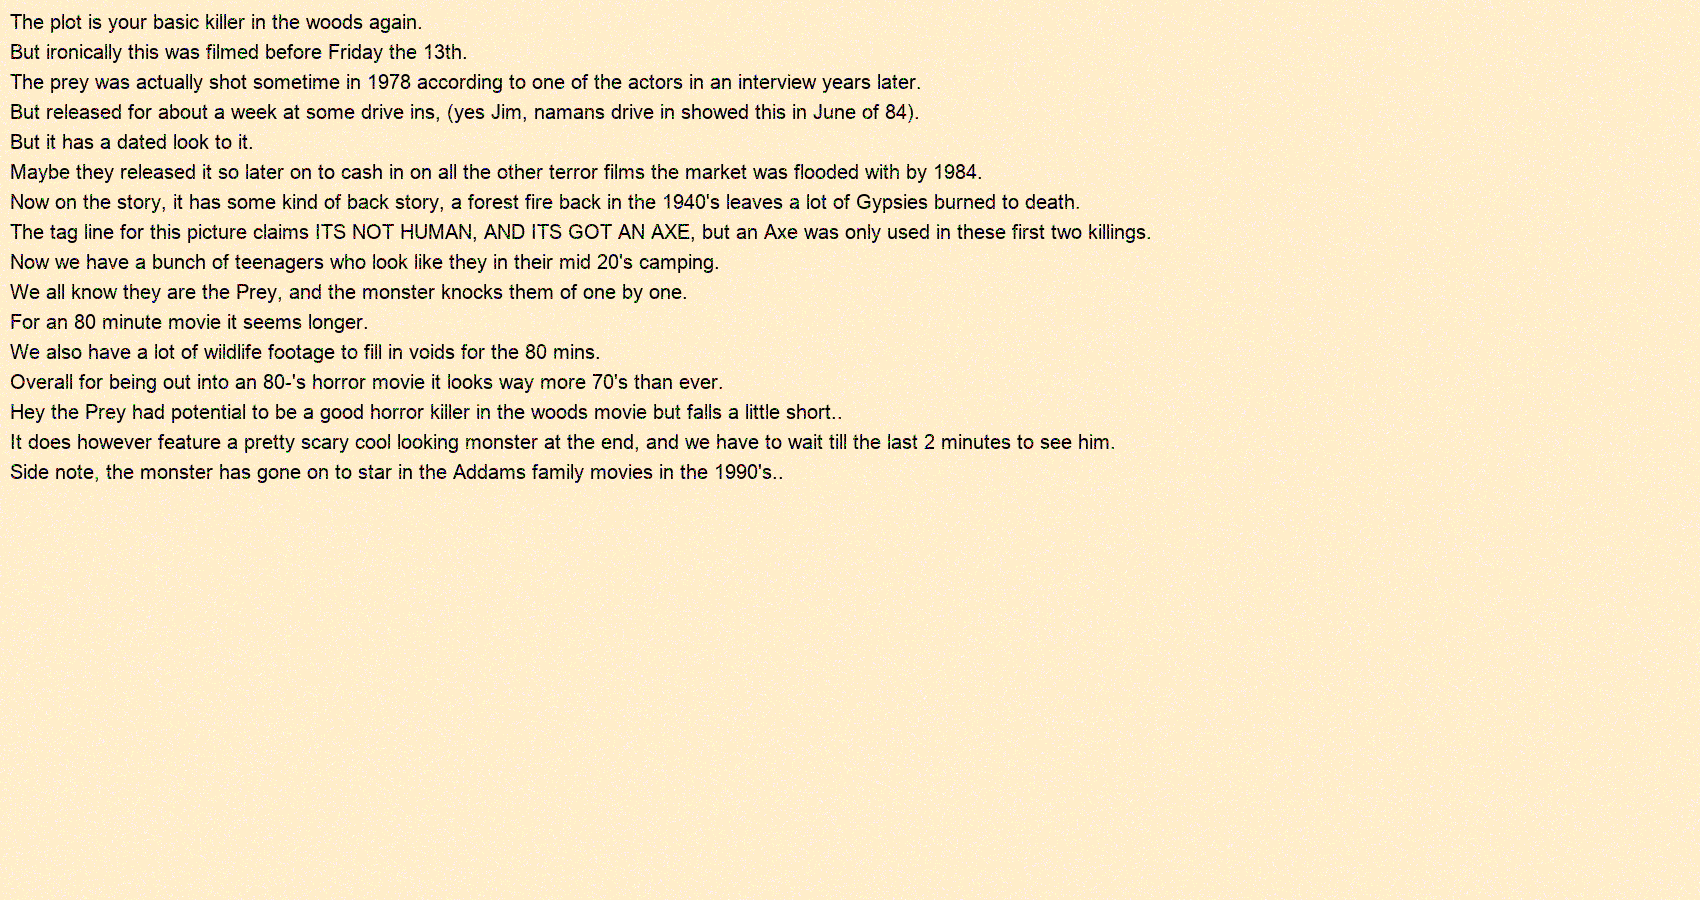 The plot is your basic killer in the woods again.
But ironically this was filmed before Friday the 13th.
The prey was actually shot sometime in 1978 according to one of the actors in an interview years later.
But released for about a week at some drive ins, (yes Jim, namans drive in showed this in June of 84).
But it has a dated look to it.
Maybe they released it so later on to cash in on all the other terror films the market was flooded with by 1984.
Now on the story, it has some kind of back story, a forest fire back in the 1940's leaves a lot of Gypsies burned to death.
The tag line for this picture claims ITS NOT HUMAN, AND ITS GOT AN AXE, but an Axe was only used in these first two killings.
Now we have a bunch of teenagers who look like they in their mid 20's camping.
We all know they are the Prey, and the monster knocks them of one by one.
For an 80 minute movie it seems longer.
We also have a lot of wildlife footage to fill in voids for the 80 mins.
Overall for being out into an 80-'s horror movie it looks way more 70's than ever.
Hey the Prey had potential to be a good horror killer in the woods movie but falls a little short..
It does however feature a pretty scary cool looking monster at the end, and we have to wait till the last 2 minutes to see him.
Side note, the monster has gone on to star in the Addams family movies in the 1990's..